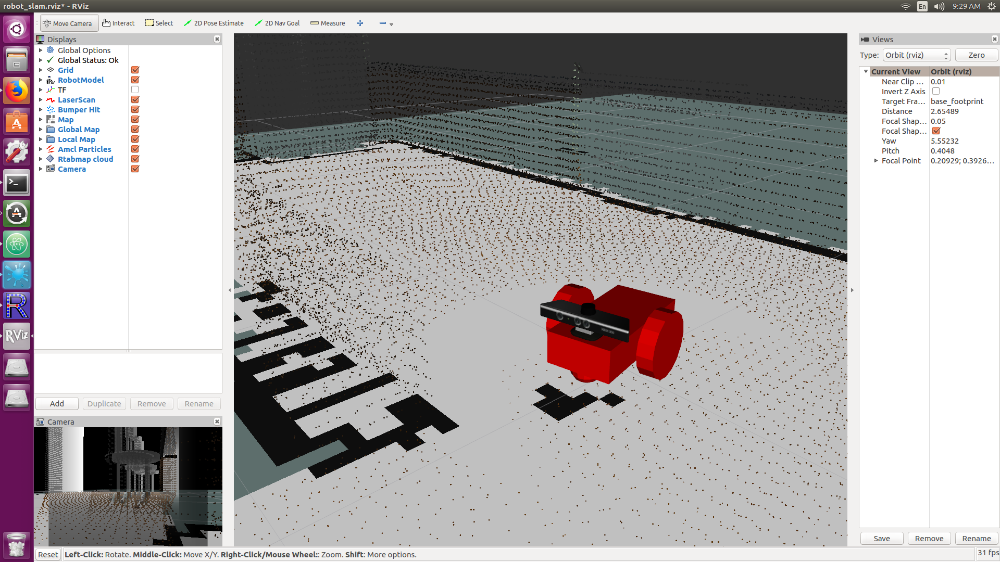 robot_slam.rviz* - RViz
En
9:29 AM
Move Camera
Interact
Select
2D Pose Estimate
2D Nav Goal
Measure
Displays
Global Options
Global Status: Ok
Grid
RobotModel
TF
LaserScan
Bumper Hit
Map
Global Map
Local Map
Amcl Particles
Rtabmap cloud
Camera
Add
Duplicate
Remove
Rename
Camera
RViz
XBOX 360
Views
Type:
Orbit (rviz)
Zero
Current View Orbit (rviz)
Near Clip ... 0.01
Invert Z Axis
Target Fra... base_footprint
Distance 2.65489
Focal Shap... 0.05
Focal Shap...
Yaw 5.55232
Pitch 0.4048
Focal Point 0.20929; 0.3926...
Save
Remove
Rename
Reset
Left-Click: Rotate. Middle-Click: Move X/Y. Right-Click/Mouse Wheel:: Zoom. Shift: More options.
31 fps